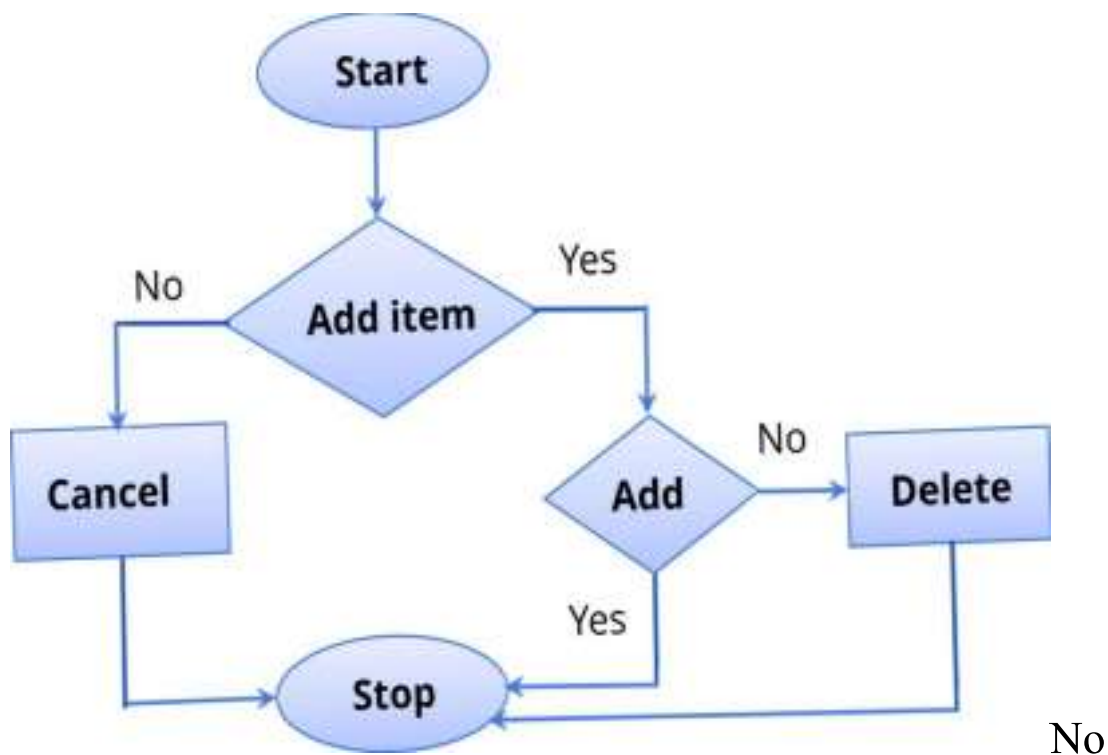 Start
Yes
No
Add item
No
Cancel
Add
Delete
Yes
Stop
No